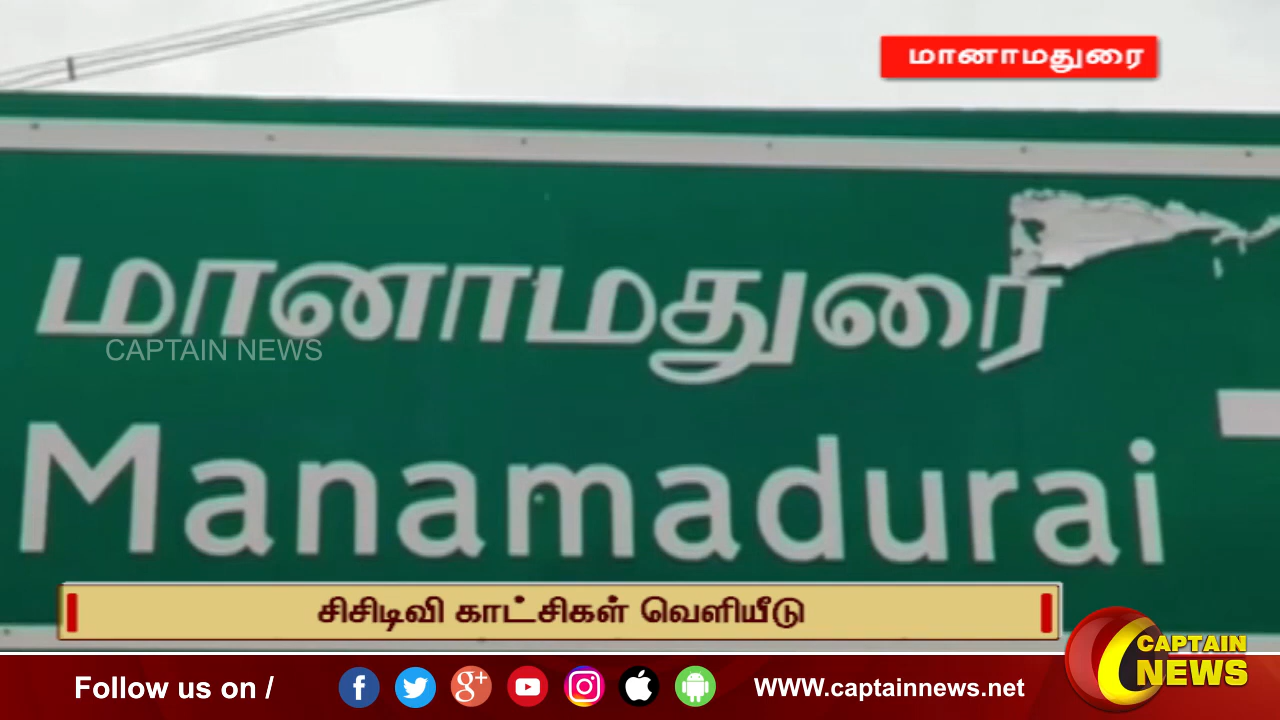 மானாமதுரை
மானாமதுரை
CAPTAIN NEWS
Manamadurai
சிசிடிவி காட்சிகள் வெளியீடு
CAPTAIN
NEWS
Follow us on /
WWW.captainnews.net